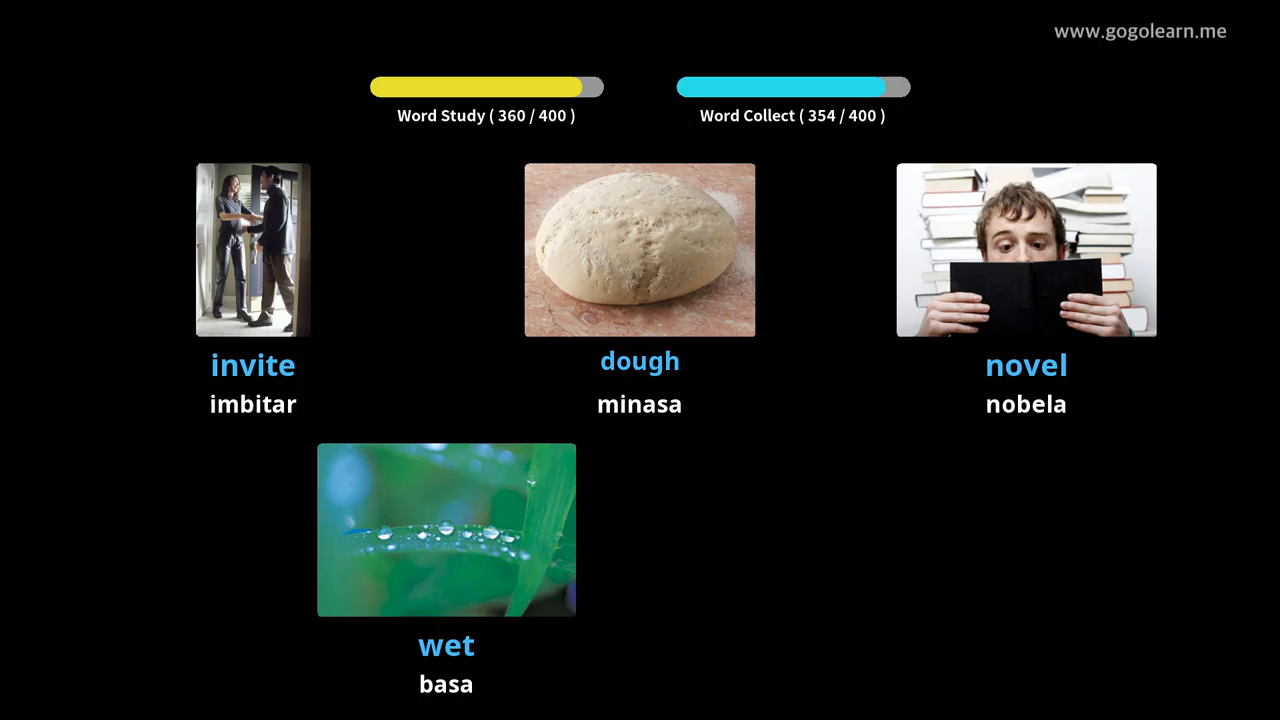 www.gogolearn.me
Word Study ( 360 / 400 )
Word Collect ( 354 / 400 )
invite
imbitar
dough
minasa
novel
nobela
wet
basa